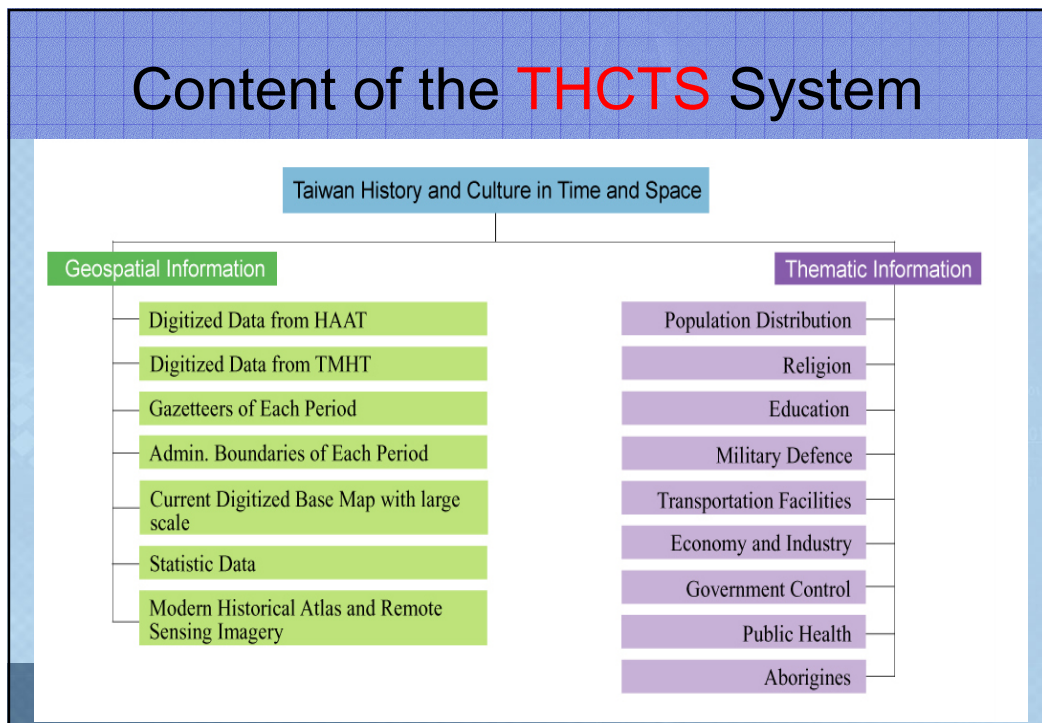 Content of the THCTS System
Taiwan History and Culture in Time and Space
Geospatial Information
Digitized Data from HAAT
Digitized Data from TMHT
Gazetteers of Each Period
Admin. Boundaries of Each Period
Current Digitized Base Map with large
scale
Statistic Data
Modern Historical Atlas and Remote
Sensing Imagery
Thematic Information
Population Distribution
Religion
Education
Military Defence
Transportation Facilities
Economy and Industry
Government Control
Public Health
Aborigines